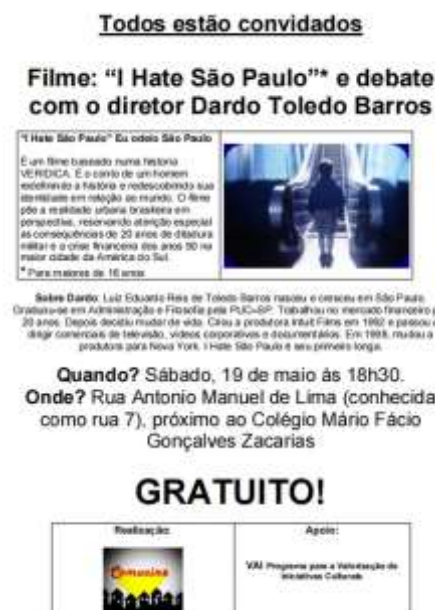 Todos estão convidados
Filme: “I Hate São Paulo”* e debate
com o diretor Dardo Toledo Barros
"I Hate São Paulo" Eu odeio São Paulo
É um filme baseado numa historia
VERIDICA. E o conto de um homem
redefinindo a história e redescobrindo sua
identidade em relação ao mundo. O filme
põe a realidade urbana brasileira em
perspectiva, reservando atenção especial
as consequências de 20 anos de ditadura
militar e a crise financeira dos anos 90 na
maior cidade da América do Sul.
* Para maiores de 16 anos
Sobre Dardo: Luiz Eduardo Reis de Toledo Barros nasceu e cresceu em São Paulo.
Graduou-se em Administração e Filosofia pela PUC-SP. Trabalhou no mercado financeiro p
20 anos. Depois decidiu mudar de vida. Criou a produtora Intuit Films em 1992 e passou a
dirigir comerciais de televisão, vídeos corporativos e documentários. Em 1999, mudou a
produtora para Nova York. I Hate São Paulo é seu primeiro longa.
Quando? Sábado, 19 de maio às 18h30.
Onde? Rua Antonio Manuel de Lima (conhecida
como rua 7), próximo ao Colégio Mário Fácio
Gonçalves Zacarias
GRATUITO!
Realização:
Apoio:
VAI Programa para a Valorização de
Iniciativas Culturais